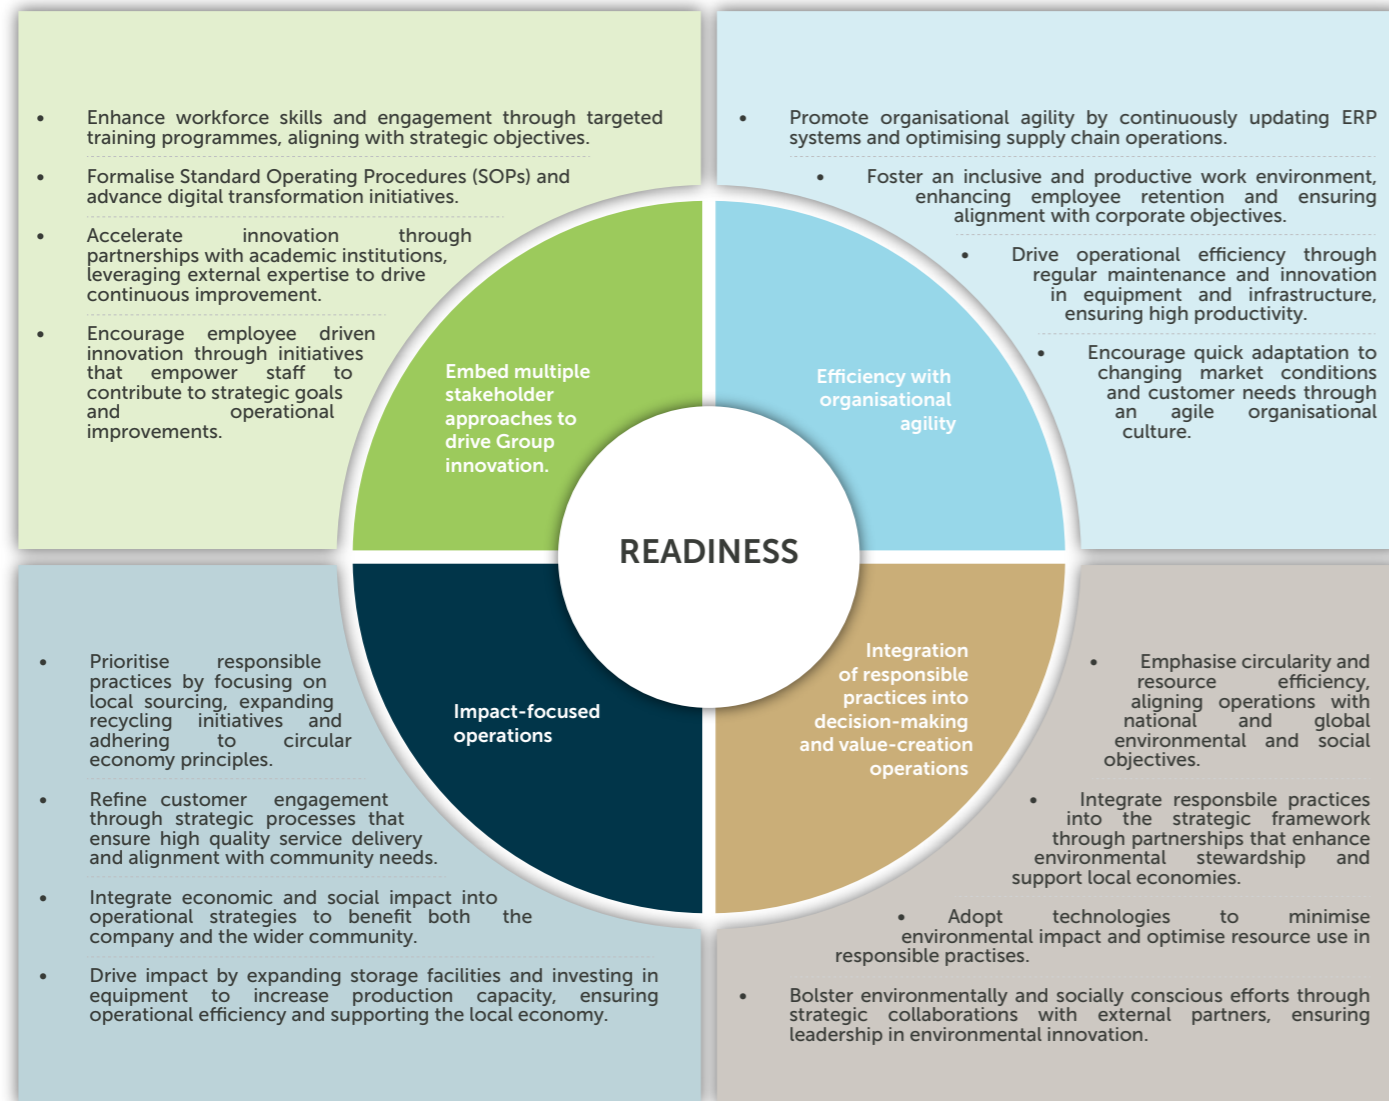 • Enhance workforce skills and engagement through targeted
training programmes, aligning with strategic objectives.
• Formalise Standard Operating Procedures (SOPs) and
advance digital transformation initiatives.
• Accelerate innovation through
partnerships with academic institutions,
leveraging external expertise to drive
continuous improvement.
• Encourage employee driven
innovation through initiatives
that empower staff to
contribute to strategic goals
and operational
improvements.
Embed multiple
stakeholder
approaches to
drive Group
innovation.
• Promote organisational agility by continuously updating ERP
systems and optimising supply chain operations.
• Foster an inclusive and productive work environment,
enhancing employee retention and ensuring
alignment with corporate objectives.
• Drive operational efficiency through
regular maintenance and innovation
in equipment and infrastructure,
ensuring high productivity.
• Encourage quick adaptation to
changing market conditions
and customer needs through
an agile organisational
culture.
Efficiency with
organisational
agility
READINESS
• Prioritise responsible
practices by focusing on
local sourcing, expanding
recycling initiatives and
adhering to circular
economy principles.
• Refine customer engagement
through strategic processes that
ensure high quality service delivery
and alignment with community needs.
• Integrate economic and social impact into
operational strategies to benefit both the
company and the wider community.
• Drive impact by expanding storage facilities and investing in
equipment to increase production capacity, ensuring
operational efficiency and supporting the local economy.
Impact-focused
operations
Integration
of responsible
practices into
decision-making
and value-creation
operations
• Emphasise circularity and
resource efficiency,
aligning operations with
national and global
environmental and social
objectives.
• Integrate responsbile practices
into the strategic framework
through partnerships that enhance
environmental stewardship and
support local economies.
• Adopt technologies to minimise
environmental impact and optimise resource use in
responsible practises.
• Bolster environmentally and socially conscious efforts through
strategic collaborations with external partners, ensuring
leadership in environmental innovation.